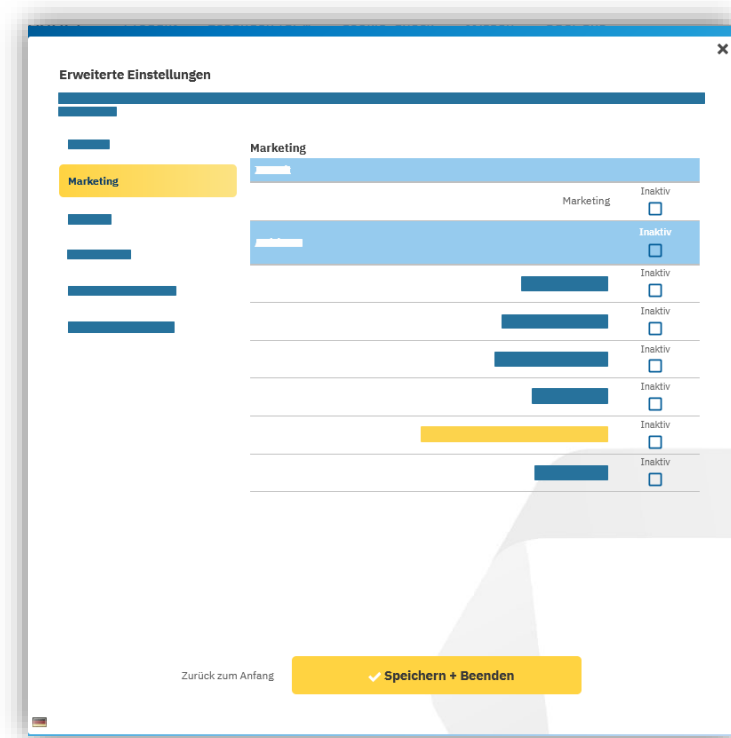 Erweiterte Einstellungen
Marketing
Marketing
Marketing Inaktiv
Inaktiv
Inaktiv
Inaktiv
Inaktiv
Inaktiv
Inaktiv
Inaktiv
Zurück zum Anfang
Speichern + Beenden